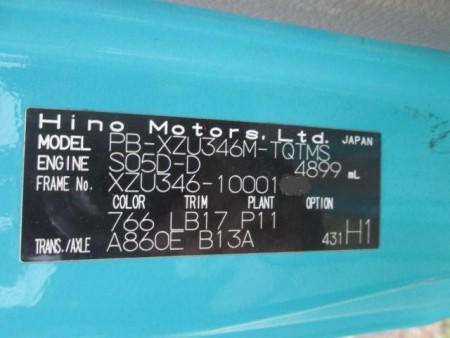 Hino Motors, Ltd. JAPAN
MODEL PB-XZU346M-TQTMS
ENGINE S05D-D 4899 mL
FRAME No. XZU346-10001
COLOR TRIM PLANT OPTION
766 LB17 P11
TRANS./AXLE A860E B13A 431 H1